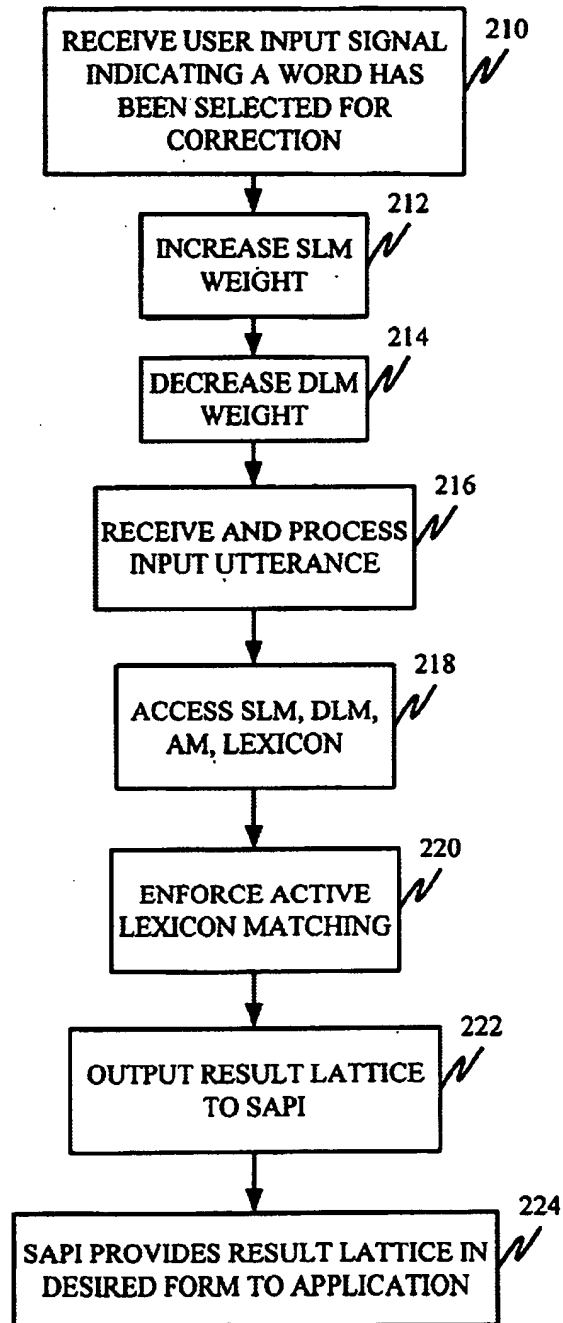 RECEIVE USER INPUT SIGNAL
INDICATING A WORD HAS
BEEN SELECTED FOR
CORRECTION
210
212
INCREASE SLM
WEIGHT
214
DECREASE DLM
WEIGHT
216
RECEIVE AND PROCESS
INPUT UTTERANCE
218
ACCESS SLM, DLM,
AM, LEXICON
220
ENFORCE ACTIVE
LEXICON MATCHING
222
OUTPUT RESULT LATTICE
TO SAPI
224
SAPI PROVIDES RESULT LATTICE IN
DESIRED FORM TO APPLICATION